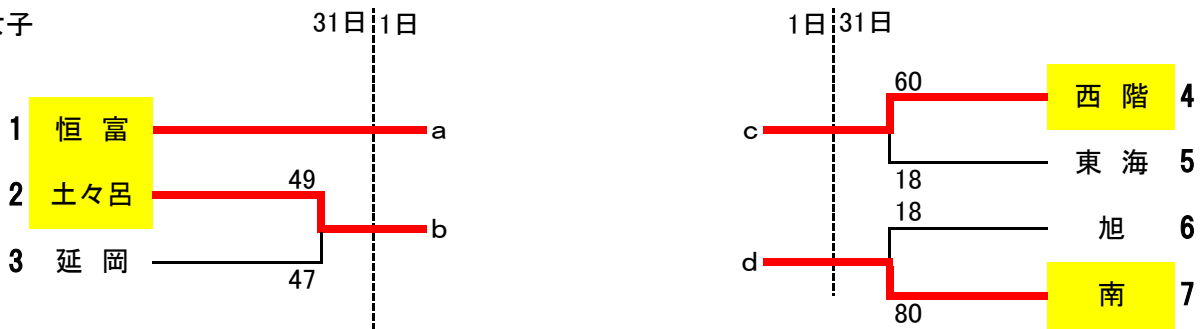 女子
31日 1日
1 恒富 a
2 土々呂 49
b
3 延岡 47
1日 31日
60 西階 4
c
18 東海 5
18 旭 6
d
80 南 7